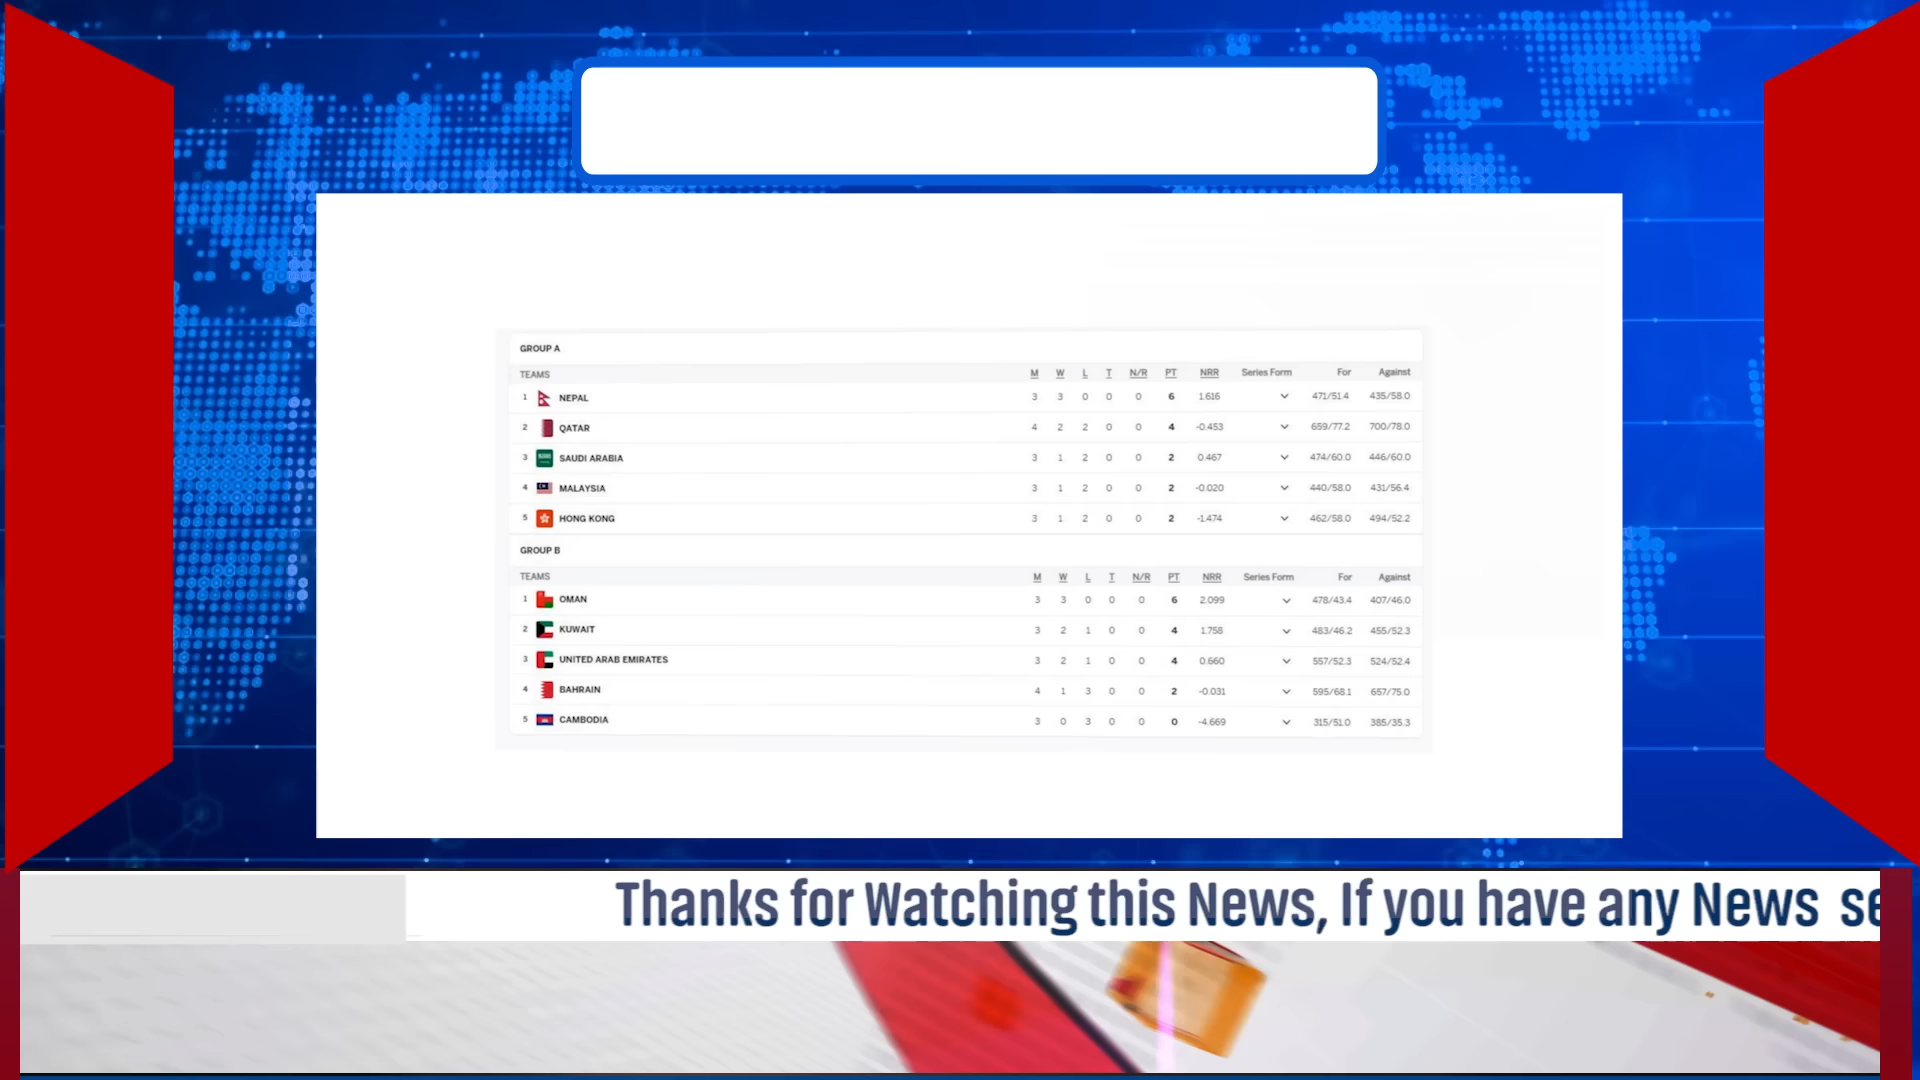 GROUP A
TEAMS M W L T N/R PT NRR Series Form For Against
1 NEPAL 3 3 0 0 0 6 1.616 471/51.4 435/58.0
2 QATAR 4 2 2 0 0 4 -0.453 659/77.2 700/78.0
3 SAUDI ARABIA 3 1 2 0 0 2 0.467 474/60.0 446/60.0
4 MALAYSIA 3 1 2 0 0 2 -0.020 440/58.0 431/56.4
5 HONG KONG 3 1 2 0 0 2 -1.474 462/58.0 494/52.2
GROUP B
TEAMS M W L T N/R PT NRR Series Form For Against
1 OMAN 3 3 0 0 0 6 2.099 478/43.4 407/46.0
2 KUWAIT 3 2 1 0 0 4 1.758 483/46.2 455/52.3
3 UNITED ARAB EMIRATES 3 2 1 0 0 4 0.660 557/52.3 524/52.4
4 BAHRAIN 4 1 3 0 0 2 -0.031 595/68.1 657/75.0
5 CAMBODIA 3 0 3 0 0 0 -4.669 315/51.0 385/35.3
Thanks for Watching this News, If you have any News se